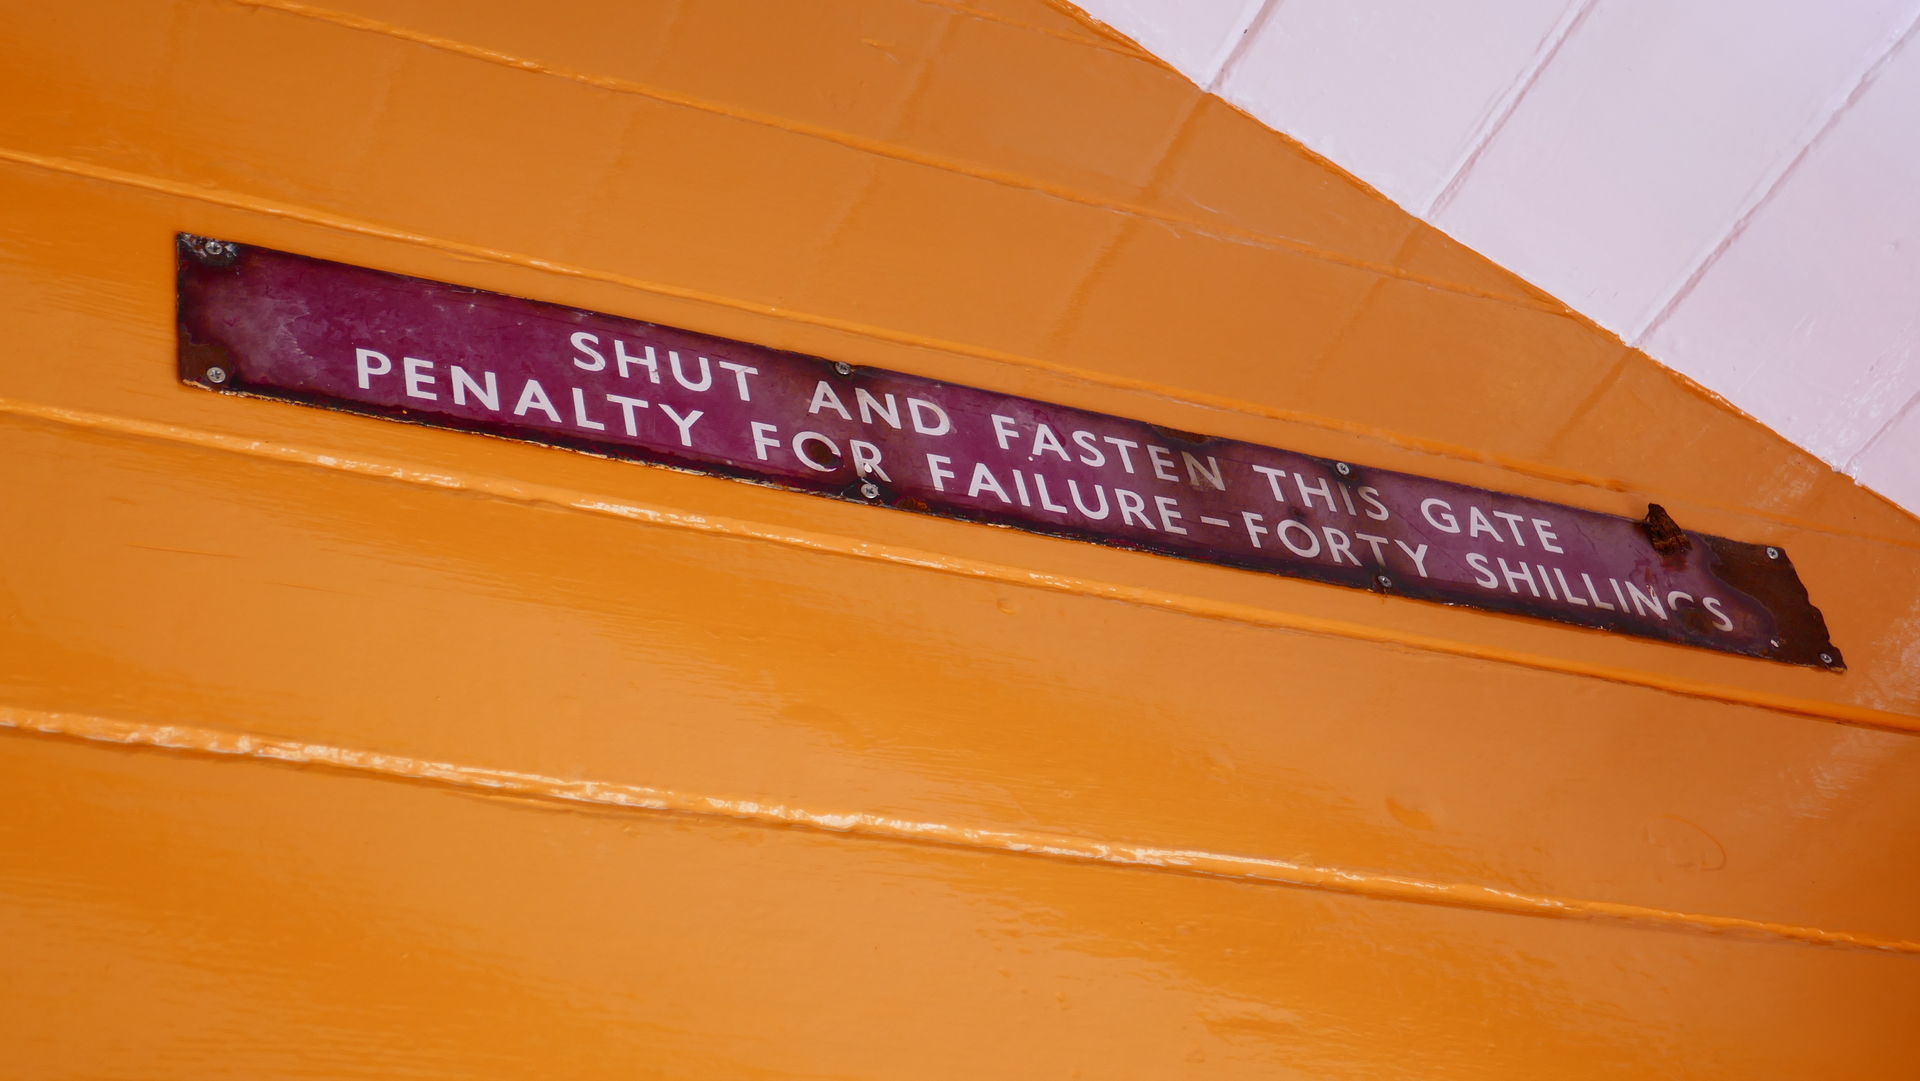 SHUT AND FASTEN THIS GATE
PENALTY FOR FAILURE – FORTY SHILLINGS